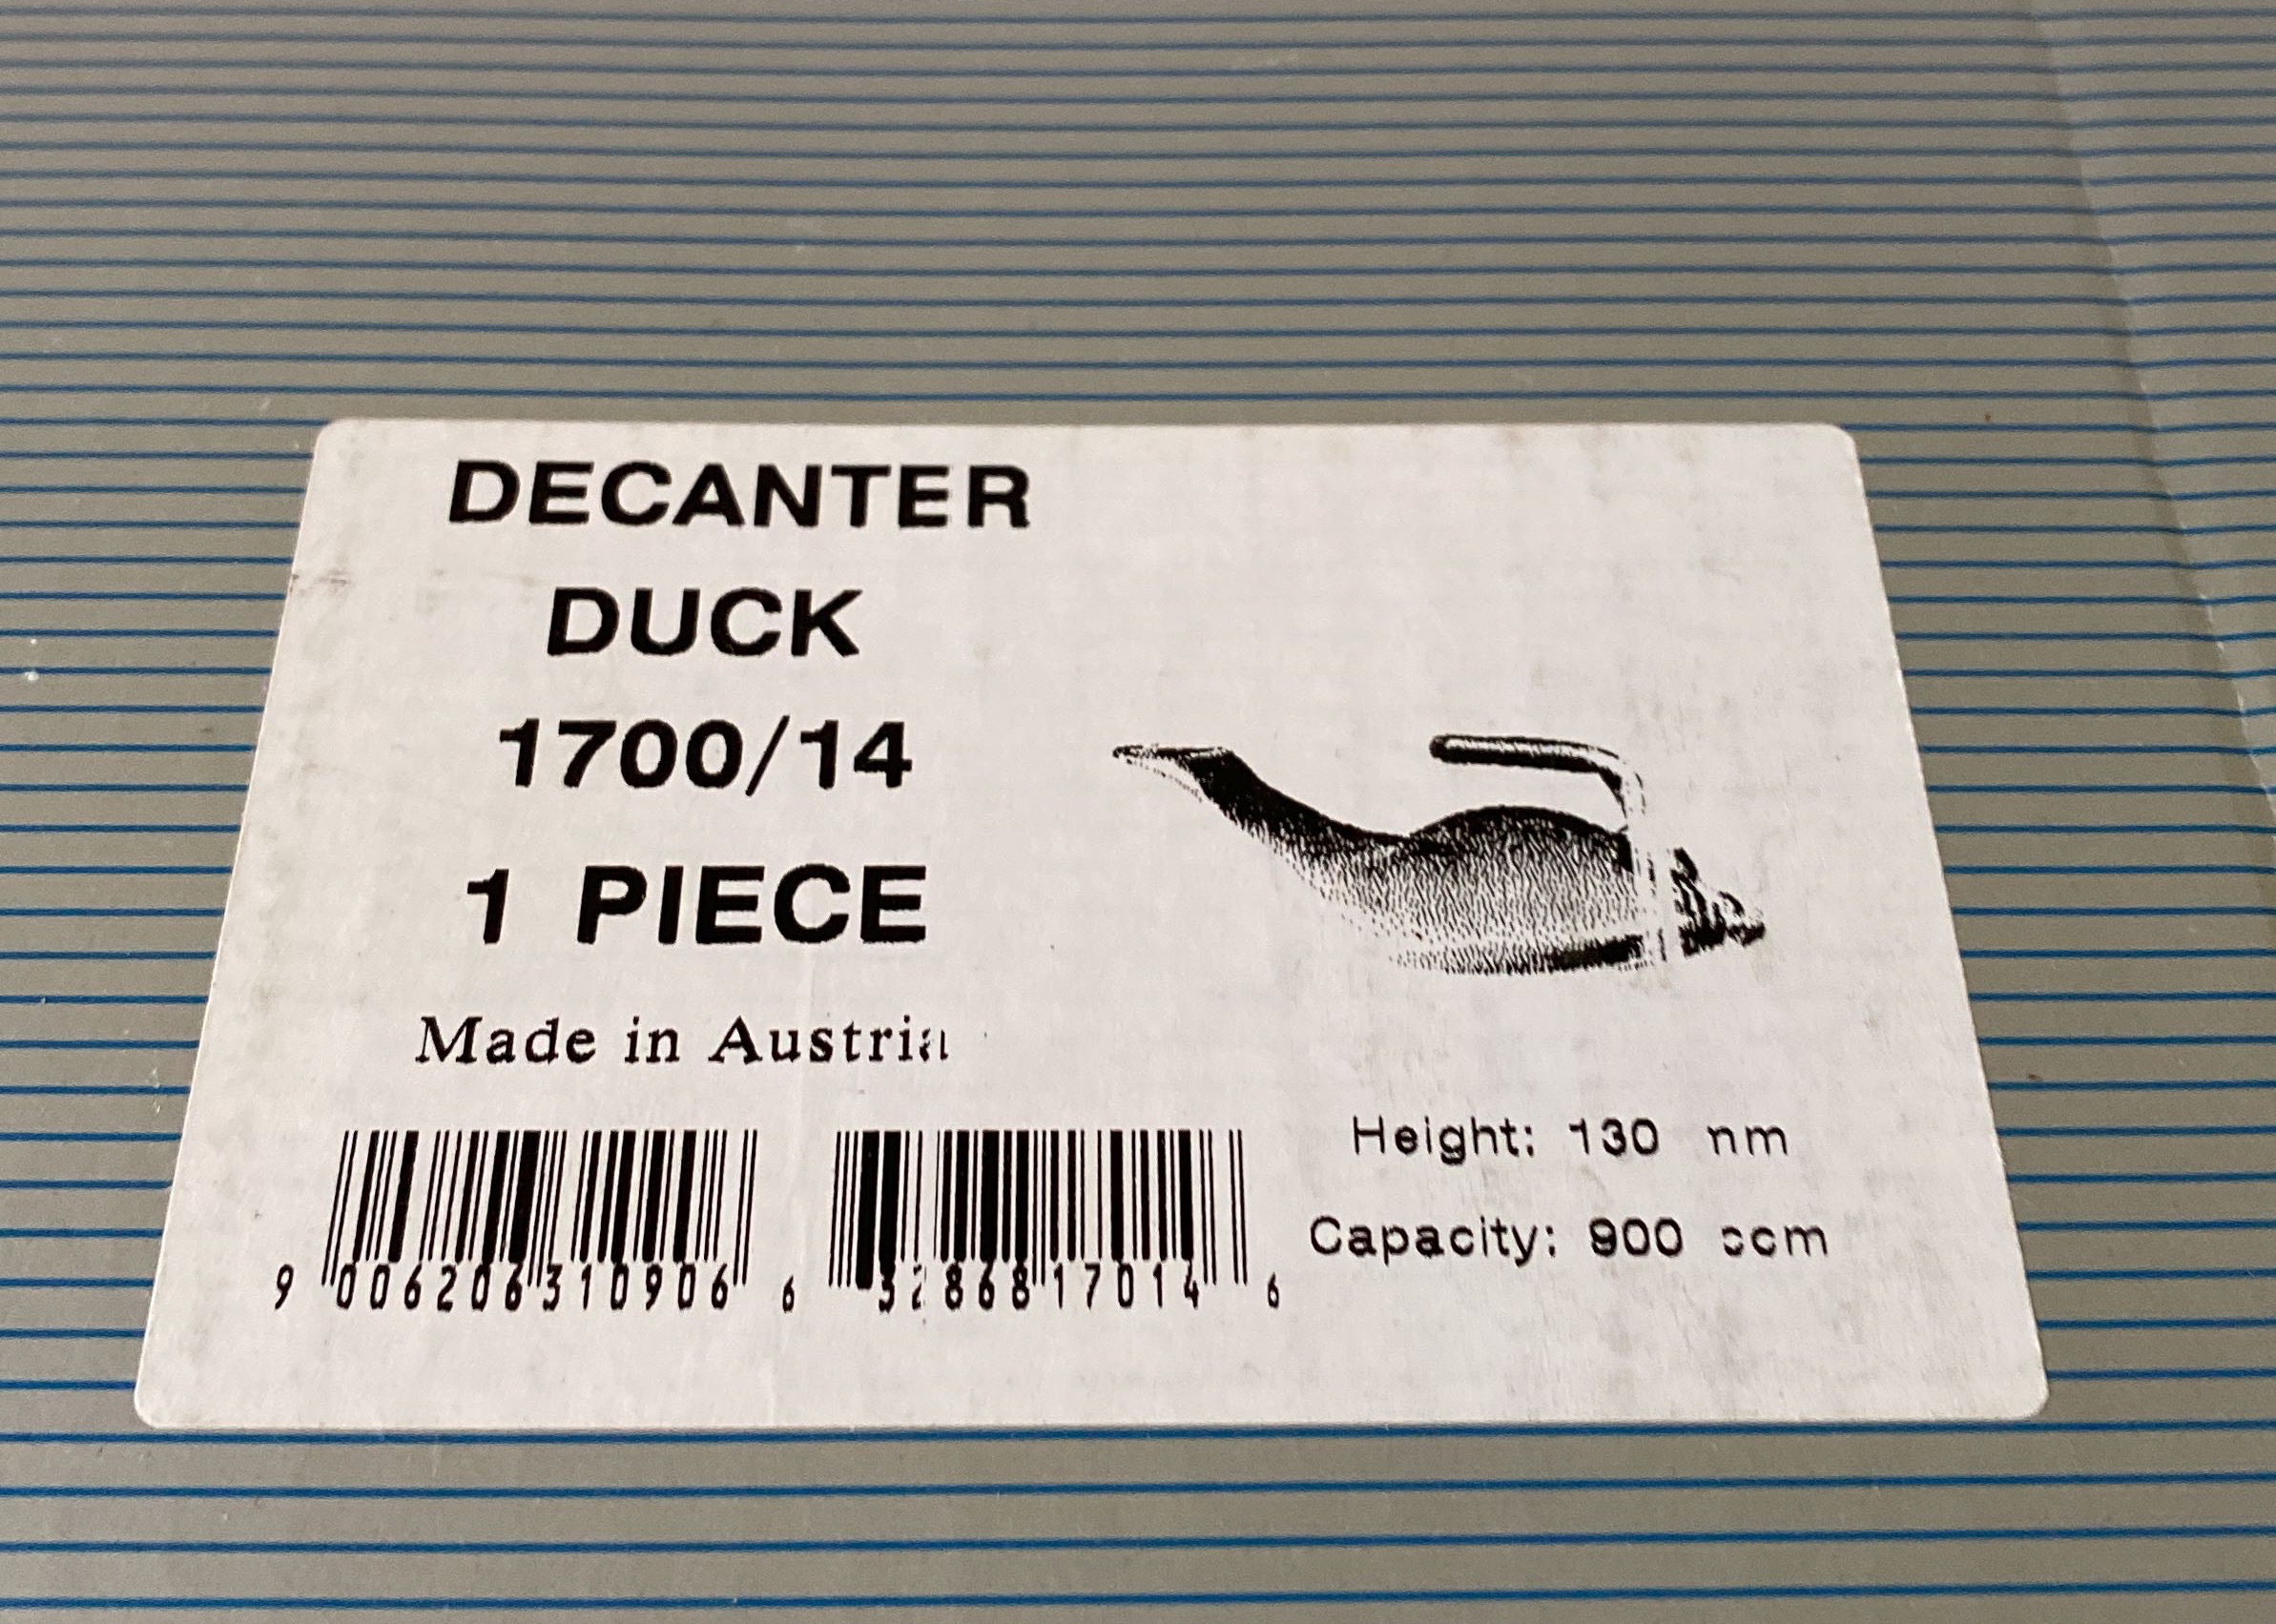 DECANTER
DUCK
1700/14
1 PIECE
Made in Austria
Height: 130 nm
Capacity: 900 ccm
9 006206 310906
6 52868 17014 6